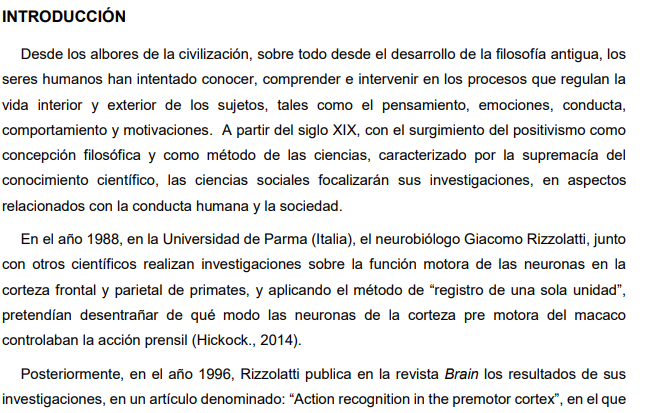 INTRODUCCIÓN
Desde los albores de la civilización, sobre todo desde el desarrollo de la filosofía antigua, los
seres humanos han intentado conocer, comprender e intervenir en los procesos que regulan la
vida interior y exterior de los sujetos, tales como el pensamiento, emociones, conducta,
comportamiento y motivaciones. A partir del siglo XIX, con el surgimiento del positivismo como
concepción filosófica y como método de las ciencias, caracterizado por la supremacía del
conocimiento científico, las ciencias sociales focalizarán sus investigaciones, en aspectos
relacionados con la conducta humana y la sociedad.
En el año 1988, en la Universidad de Parma (Italia), el neurobiólogo Giacomo Rizzolatti, junto
con otros científicos realizan investigaciones sobre la función motora de las neuronas en la
corteza frontal y parietal de primates, y aplicando el método de “registro de una sola unidad”,
pretendían desentrañar de qué modo las neuronas de la corteza pre motora del macaco
controlaban la acción prensil (Hickock., 2014).
Posteriormente, en el año 1996, Rizzolatti publica en la revista Brain los resultados de sus
investigaciones, en un artículo denominado: “Action recognition in the premotor cortex”, en el que